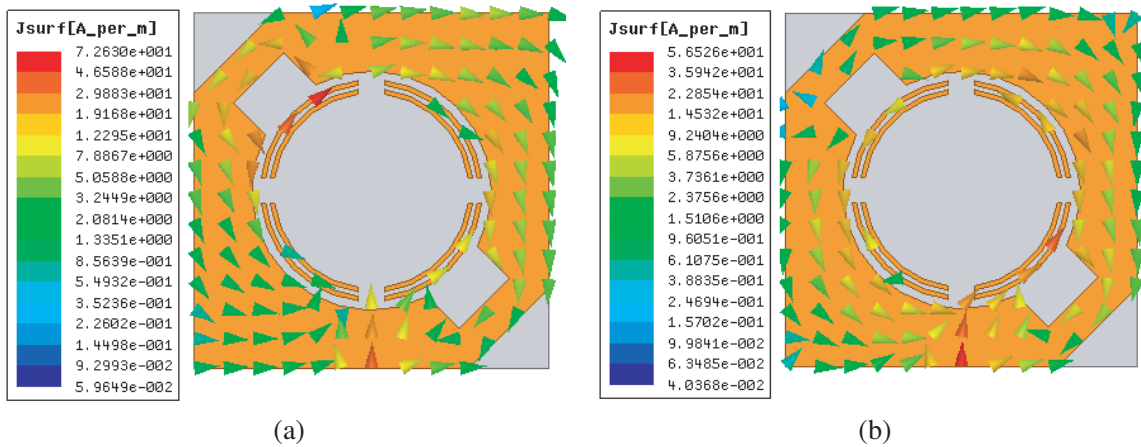 Jsurf[A_per_m]
7.2630e+001
4.6588e+001
2.9883e+001
1.9168e+001
1.2295e+001
7.8867e+000
5.0588e+000
3.2449e+000
2.0814e+000
1.3351e+000
8.5639e-001
5.4932e-001
3.5236e-001
2.2602e-001
1.4498e-001
9.2993e-002
5.9649e-002
(a)
Jsurf[A_per_m]
5.6526e+001
3.5942e+001
2.2854e+001
1.4532e+001
9.2404e+000
5.8756e+000
3.7361e+000
2.3756e+000
1.5106e+000
9.6051e-001
6.1075e-001
3.8835e-001
2.4694e-001
1.5702e-001
9.9841e-002
6.3485e-002
4.0368e-002
(b)